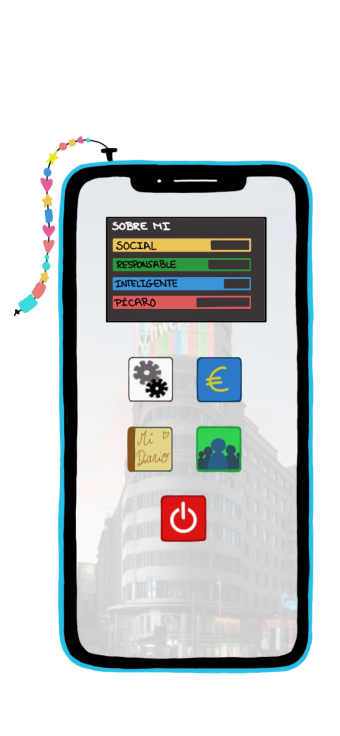 SOBRE MI
SOCIAL
RESPONSABLE
INTELIGENTE
PÍCARO
€
Mi
Diario